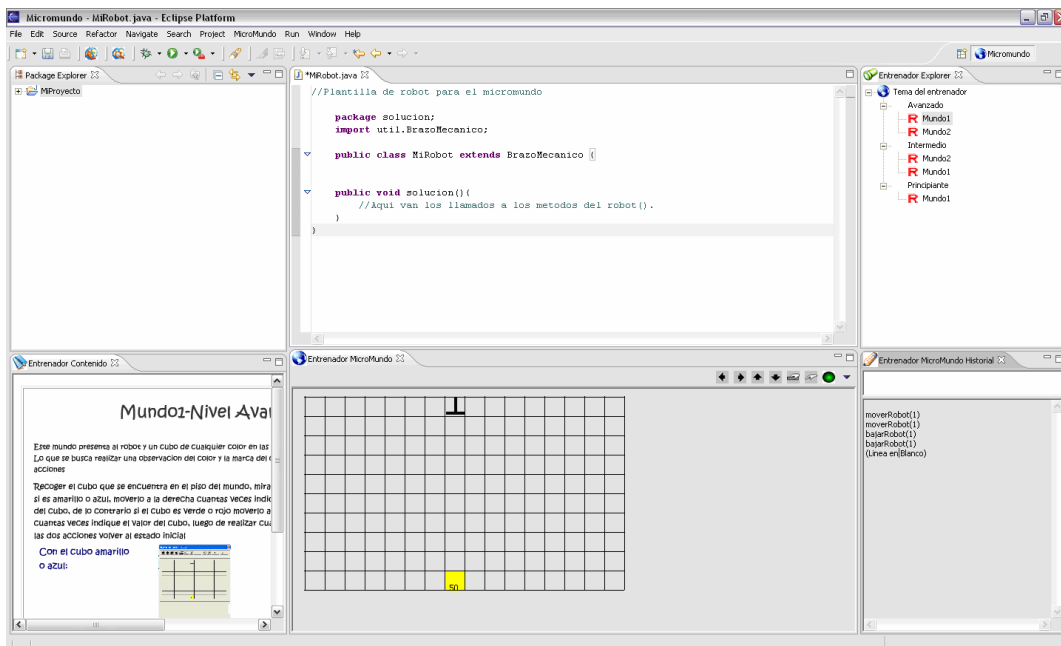 Micromundo - MiRobot.java - Eclipse Platform
File Edit Source Refactor Navigate Search Project MicroMundo Run Window Help
Micromundo
Package Explorer
MiProyecto
*MiRobot.java
//Plantilla de robot para el micromundo
package solucion;
import util.BrazoMecanico;
public class MiRobot extends BrazoMecanico {
public void solucion(){
//Aqui van los llamados a los metodos del robot().
}
}
Entrenador Explorer
Tema del entrenador
Avanzado
Mundo1
Mundo2
Intermedio
Mundo2
Mundo1
Principiante
Mundo1
Entrenador Contenido
Mundo1-Nivel Avan
Este mundo presenta al robot y un cubo de cualquier color en las
Lo que se busca realizar una observacion del color y la marca del
acciones
Recoger el cubo que se encuentra en el piso del mundo, mira
si es amarillo o azul, moverlo a la derecha cuantas veces indiq
del cubo, de lo contrario si el cubo es verde o rojo moverlo a
cuantas veces indique el valor del cubo, luego de realizar cua
las dos acciones volver al estado inicial
Con el cubo amarillo
o azul:
Entrenador MicroMundo
50
Entrenador MicroMundo Historial
moverRobot(1)
moverRobot(1)
bajarRobot(1)
bajarRobot(1)
(Linea en Blanco)